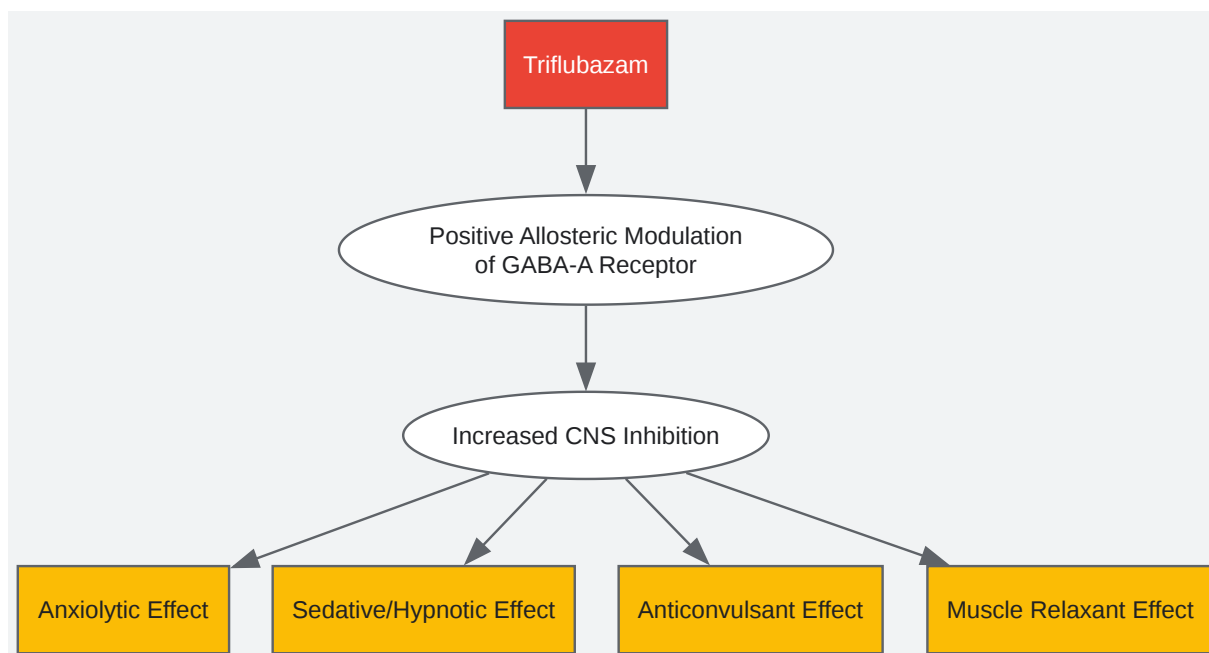 Triflubazam
Positive Allosteric Modulation
of GABA-A Receptor
Increased CNS Inhibition
Anxiolytic Effect
Sedative/Hypnotic Effect
Anticonvulsant Effect
Muscle Relaxant Effect